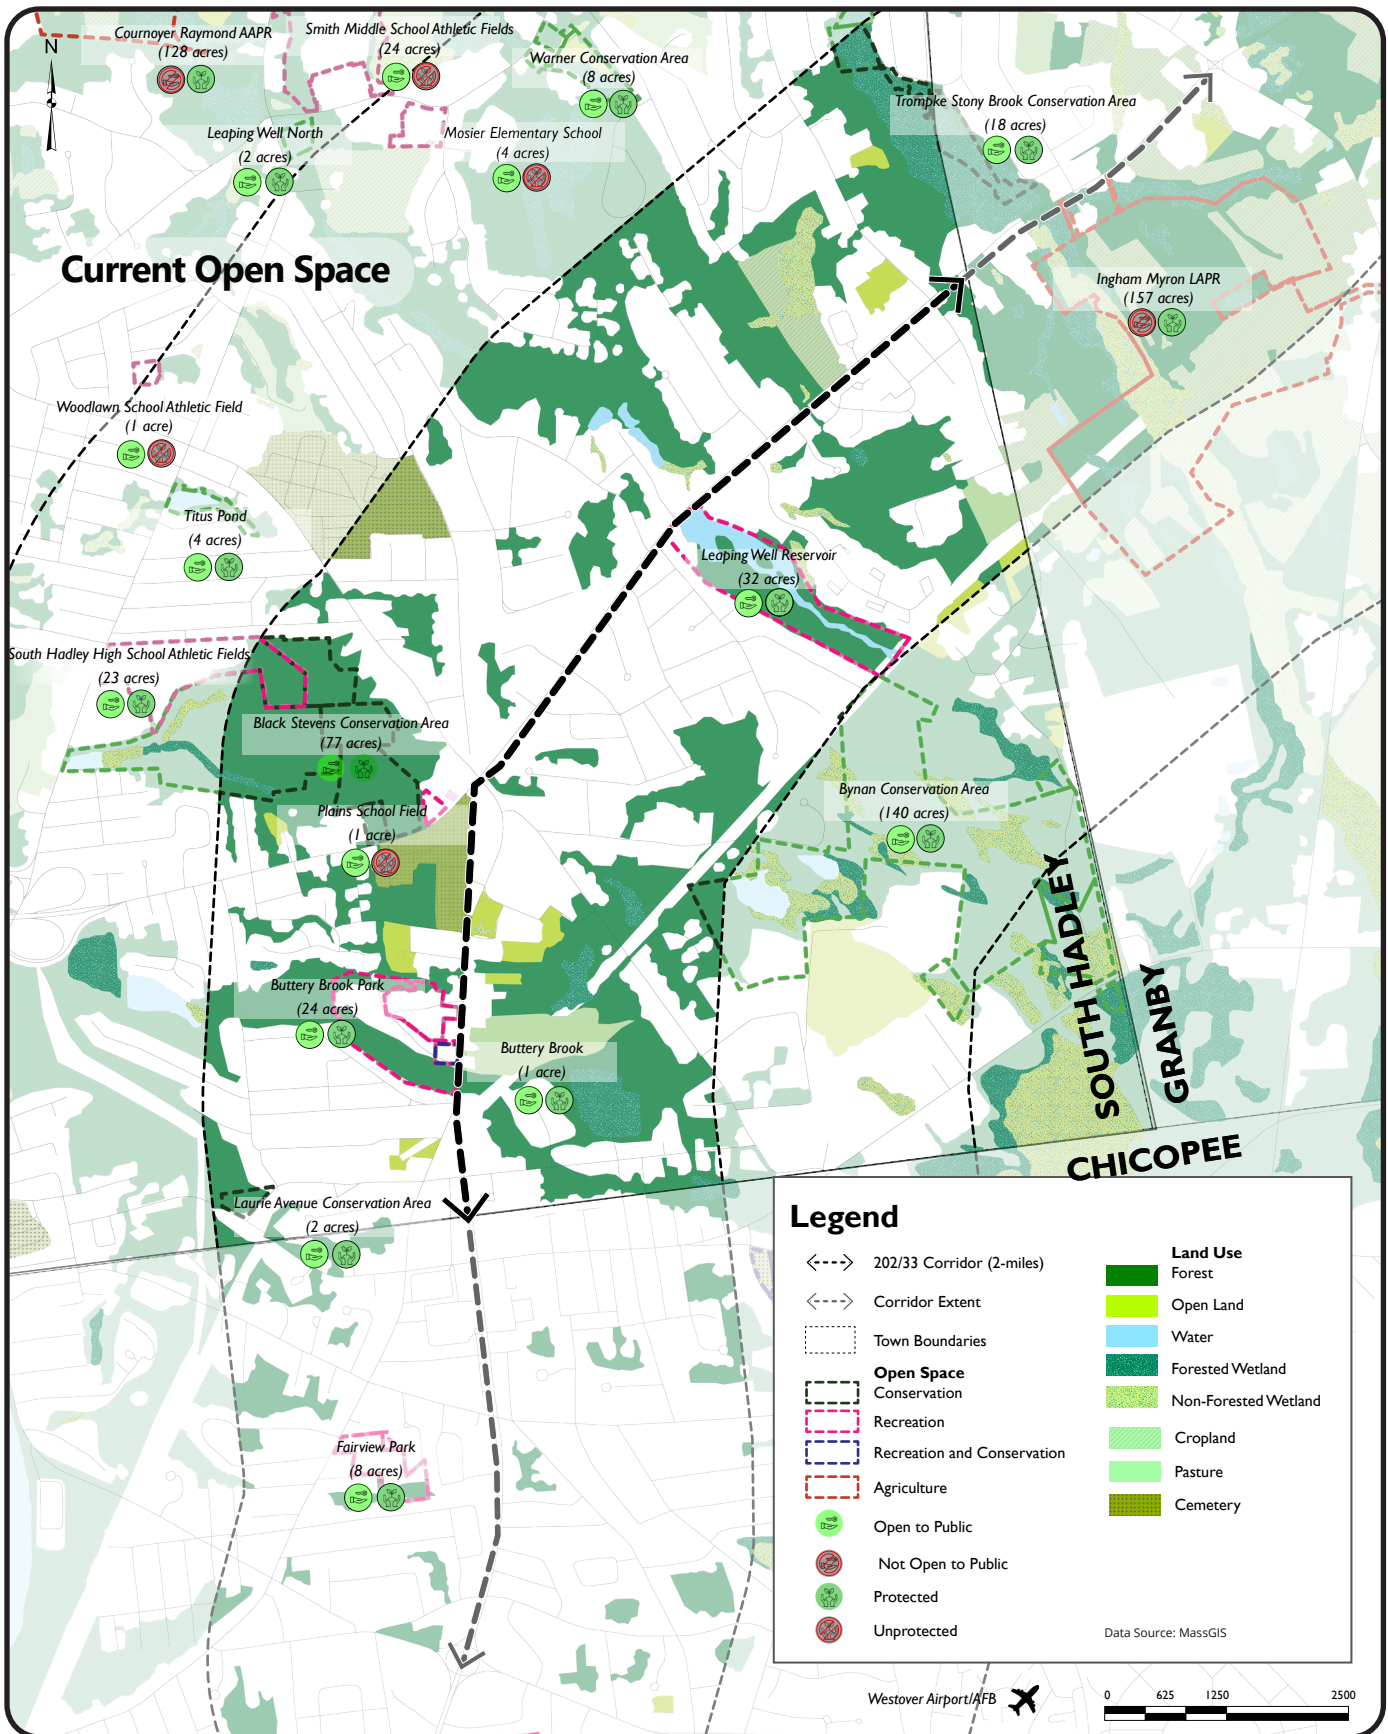 Cournoyer Raymond AAPR
(128 acres)
Smith Middle School Athletic Fields
(24 acres)
Warner Conservation Area
(8 acres)
N
Trompke Stony Brook Conservation Area
(18 acres)
Leaping Well North
(2 acres)
Mosier Elementary School
(4 acres)
Current Open Space
Ingham Myron LAPR
(157 acres)
Woodlawn School Athletic Field
(1 acre)
Titus Pond
(4 acres)
Leaping Well Reservoir
(32 acres)
South Hadley High School Athletic Fields
(23 acres)
Black Stevens Conservation Area
(77 acres)
Bynan Conservation Area
(140 acres)
Plains School Field
(1 acre)
SOUTH HADLEY
GRANBY
Buttery Brook Park
(24 acres)
Buttery Brook
(1 acre)
CHICOPEE
Laurie Avenue Conservation Area
(2 acres)
Fairview Park
(8 acres)
Legend
202/33 Corridor (2-miles)
Corridor Extent
Town Boundaries
Open Space
Conservation
Recreation
Recreation and Conservation
Agriculture
Open to Public
Not Open to Public
Protected
Unprotected
Land Use
Forest
Open Land
Water
Forested Wetland
Non-Forested Wetland
Cropland
Pasture
Cemetery
Data Source: MassGIS
Westover Airport/AFB
0 625 1250 2500